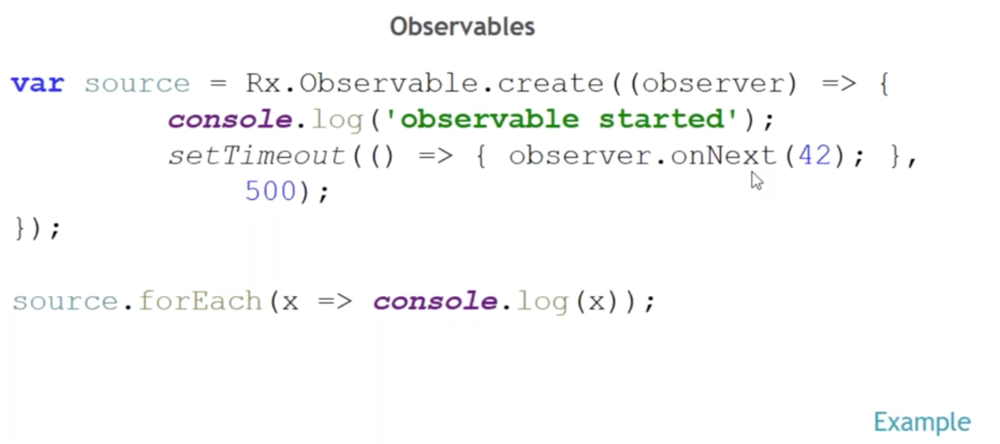 Observables
var source = Rx.Observable.create((observer) => {
console.log('observable started');
setTimeout(() => { observer.onNext(42); },
500);
});
source.forEach(x => console.log(x));
Example